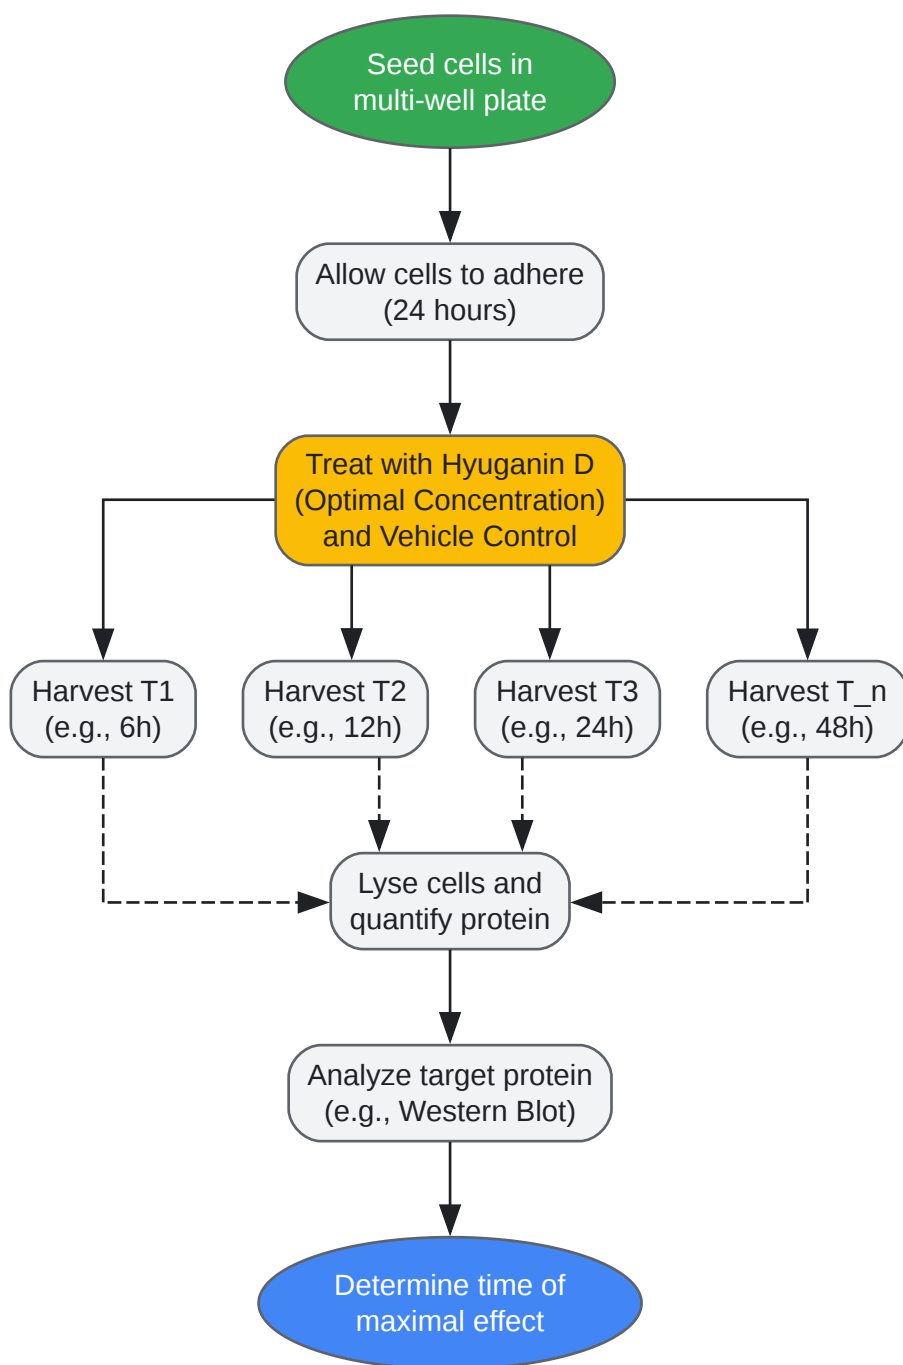 Seed cells in
multi-well plate
Allow cells to adhere
(24 hours)
Treat with Hyuganin D
(Optimal Concentration)
and Vehicle Control
Harvest T1
(e.g., 6h)
Harvest T2
(e.g., 12h)
Harvest T3
(e.g., 24h)
Harvest T_n
(e.g., 48h)
Lyse cells and
quantify protein
Analyze target protein
(e.g., Western Blot)
Determine time of
maximal effect